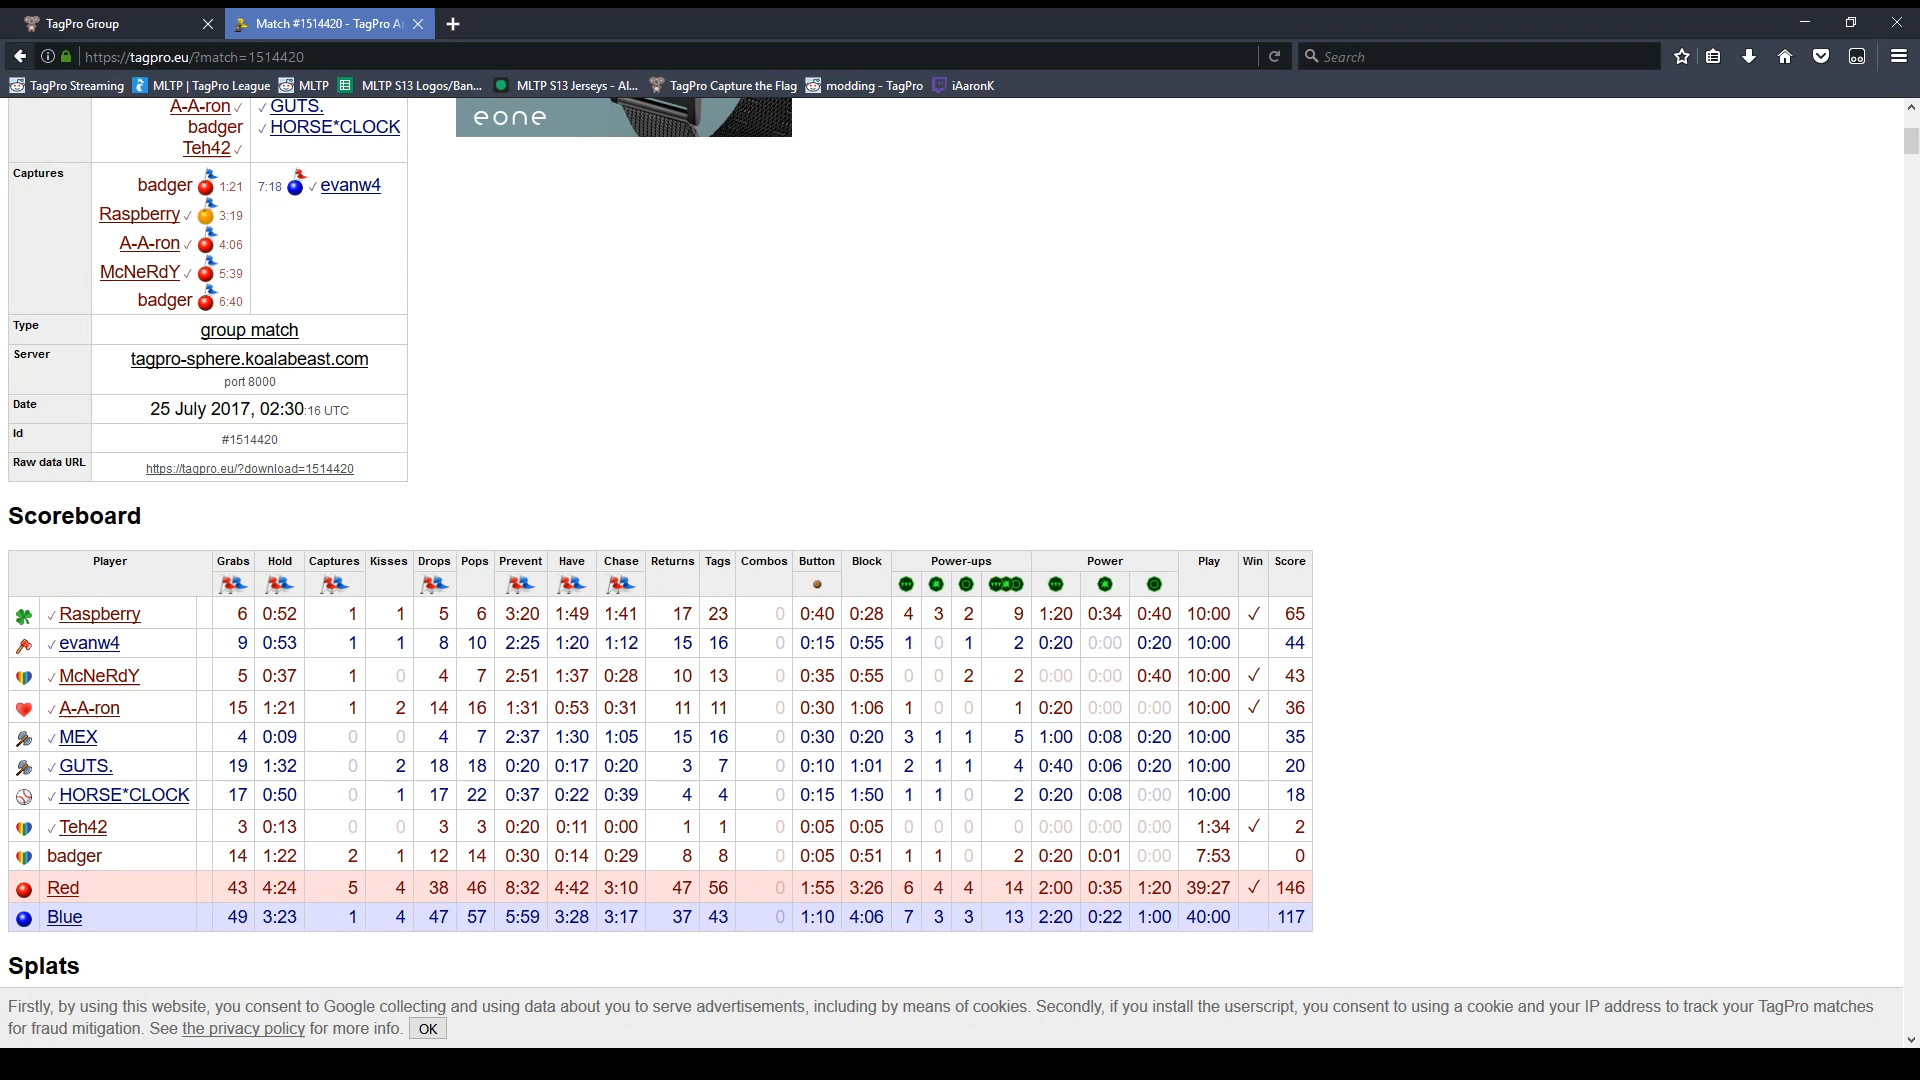 TagPro Group
Match #1514420 - TagPro A
https://tagpro.eu/?match=1514420
Search
TagPro Streaming MLTP | TagPro League MLTP MLTP S13 Logos/Ban... MLTP S13 Jerseys - Al... TagPro Capture the Flag modding - TagPro iAaronK
A-A-ron ✓ ✓ GUTS.
badger ✓ HORSE*CLOCK
Teh42 ✓
eone
Captures
badger 1:21 7:18 ✓ evanw4
Raspberry ✓ 3:19
A-A-ron ✓ 4:06
McNeRdY ✓ 5:39
badger 6:40
Type group match
Server tagpro-sphere.koalabeast.com
port 8000
Date 25 July 2017, 02:30:16 UTC
Id #1514420
Raw data URL https://tagpro.eu/?download=1514420
Scoreboard
Player Grabs Hold Captures Kisses Drops Pops Prevent Have Chase Returns Tags Combos Button Block Power-ups Power Play Win Score
✓ Raspberry 6 0:52 1 1 5 6 3:20 1:49 1:41 17 23 0 0:40 0:28 4 3 2 9 1:20 0:34 0:40 10:00 ✓ 65
✓ evanw4 9 0:53 1 1 8 10 2:25 1:20 1:12 15 16 0 0:15 0:55 1 0 1 2 0:20 0:00 0:20 10:00 44
✓ McNeRdY 5 0:37 1 0 4 7 2:51 1:37 0:28 10 13 0 0:35 0:55 0 0 2 2 0:00 0:00 0:40 10:00 ✓ 43
✓ A-A-ron 15 1:21 1 2 14 16 1:31 0:53 0:31 11 11 0 0:30 1:06 1 0 0 1 0:20 0:00 0:00 10:00 ✓ 36
✓ MEX 4 0:09 0 0 4 7 2:37 1:30 1:05 15 16 0 0:30 0:20 3 1 1 5 1:00 0:08 0:20 10:00 35
✓ GUTS. 19 1:32 0 2 18 18 0:20 0:17 0:20 3 7 0 0:10 1:01 2 1 1 4 0:40 0:06 0:20 10:00 20
✓ HORSE*CLOCK 17 0:50 0 1 17 22 0:37 0:22 0:39 4 4 0 0:15 1:50 1 1 0 2 0:20 0:08 0:00 10:00 18
✓ Teh42 3 0:13 0 0 3 3 0:20 0:11 0:00 1 1 0 0:05 0:05 0 0 0 0 0:00 0:00 0:00 1:34 ✓ 2
badger 14 1:22 2 1 12 14 0:30 0:14 0:29 8 8 0 0:05 0:51 1 1 0 2 0:20 0:01 0:00 7:53 0
Red 43 4:24 5 4 38 46 8:32 4:42 3:10 47 56 0 1:55 3:26 6 4 4 14 2:00 0:35 1:20 39:27 ✓ 146
Blue 49 3:23 1 4 47 57 5:59 3:28 3:17 37 43 0 1:10 4:06 7 3 3 13 2:20 0:22 1:00 40:00 117
Splats
Firstly, by using this website, you consent to Google collecting and using data about you to serve advertisements, including by means of cookies. Secondly, if you install the userscript, you consent to using a cookie and your IP address to track your TagPro matches
for fraud mitigation. See the privacy policy for more info. OK